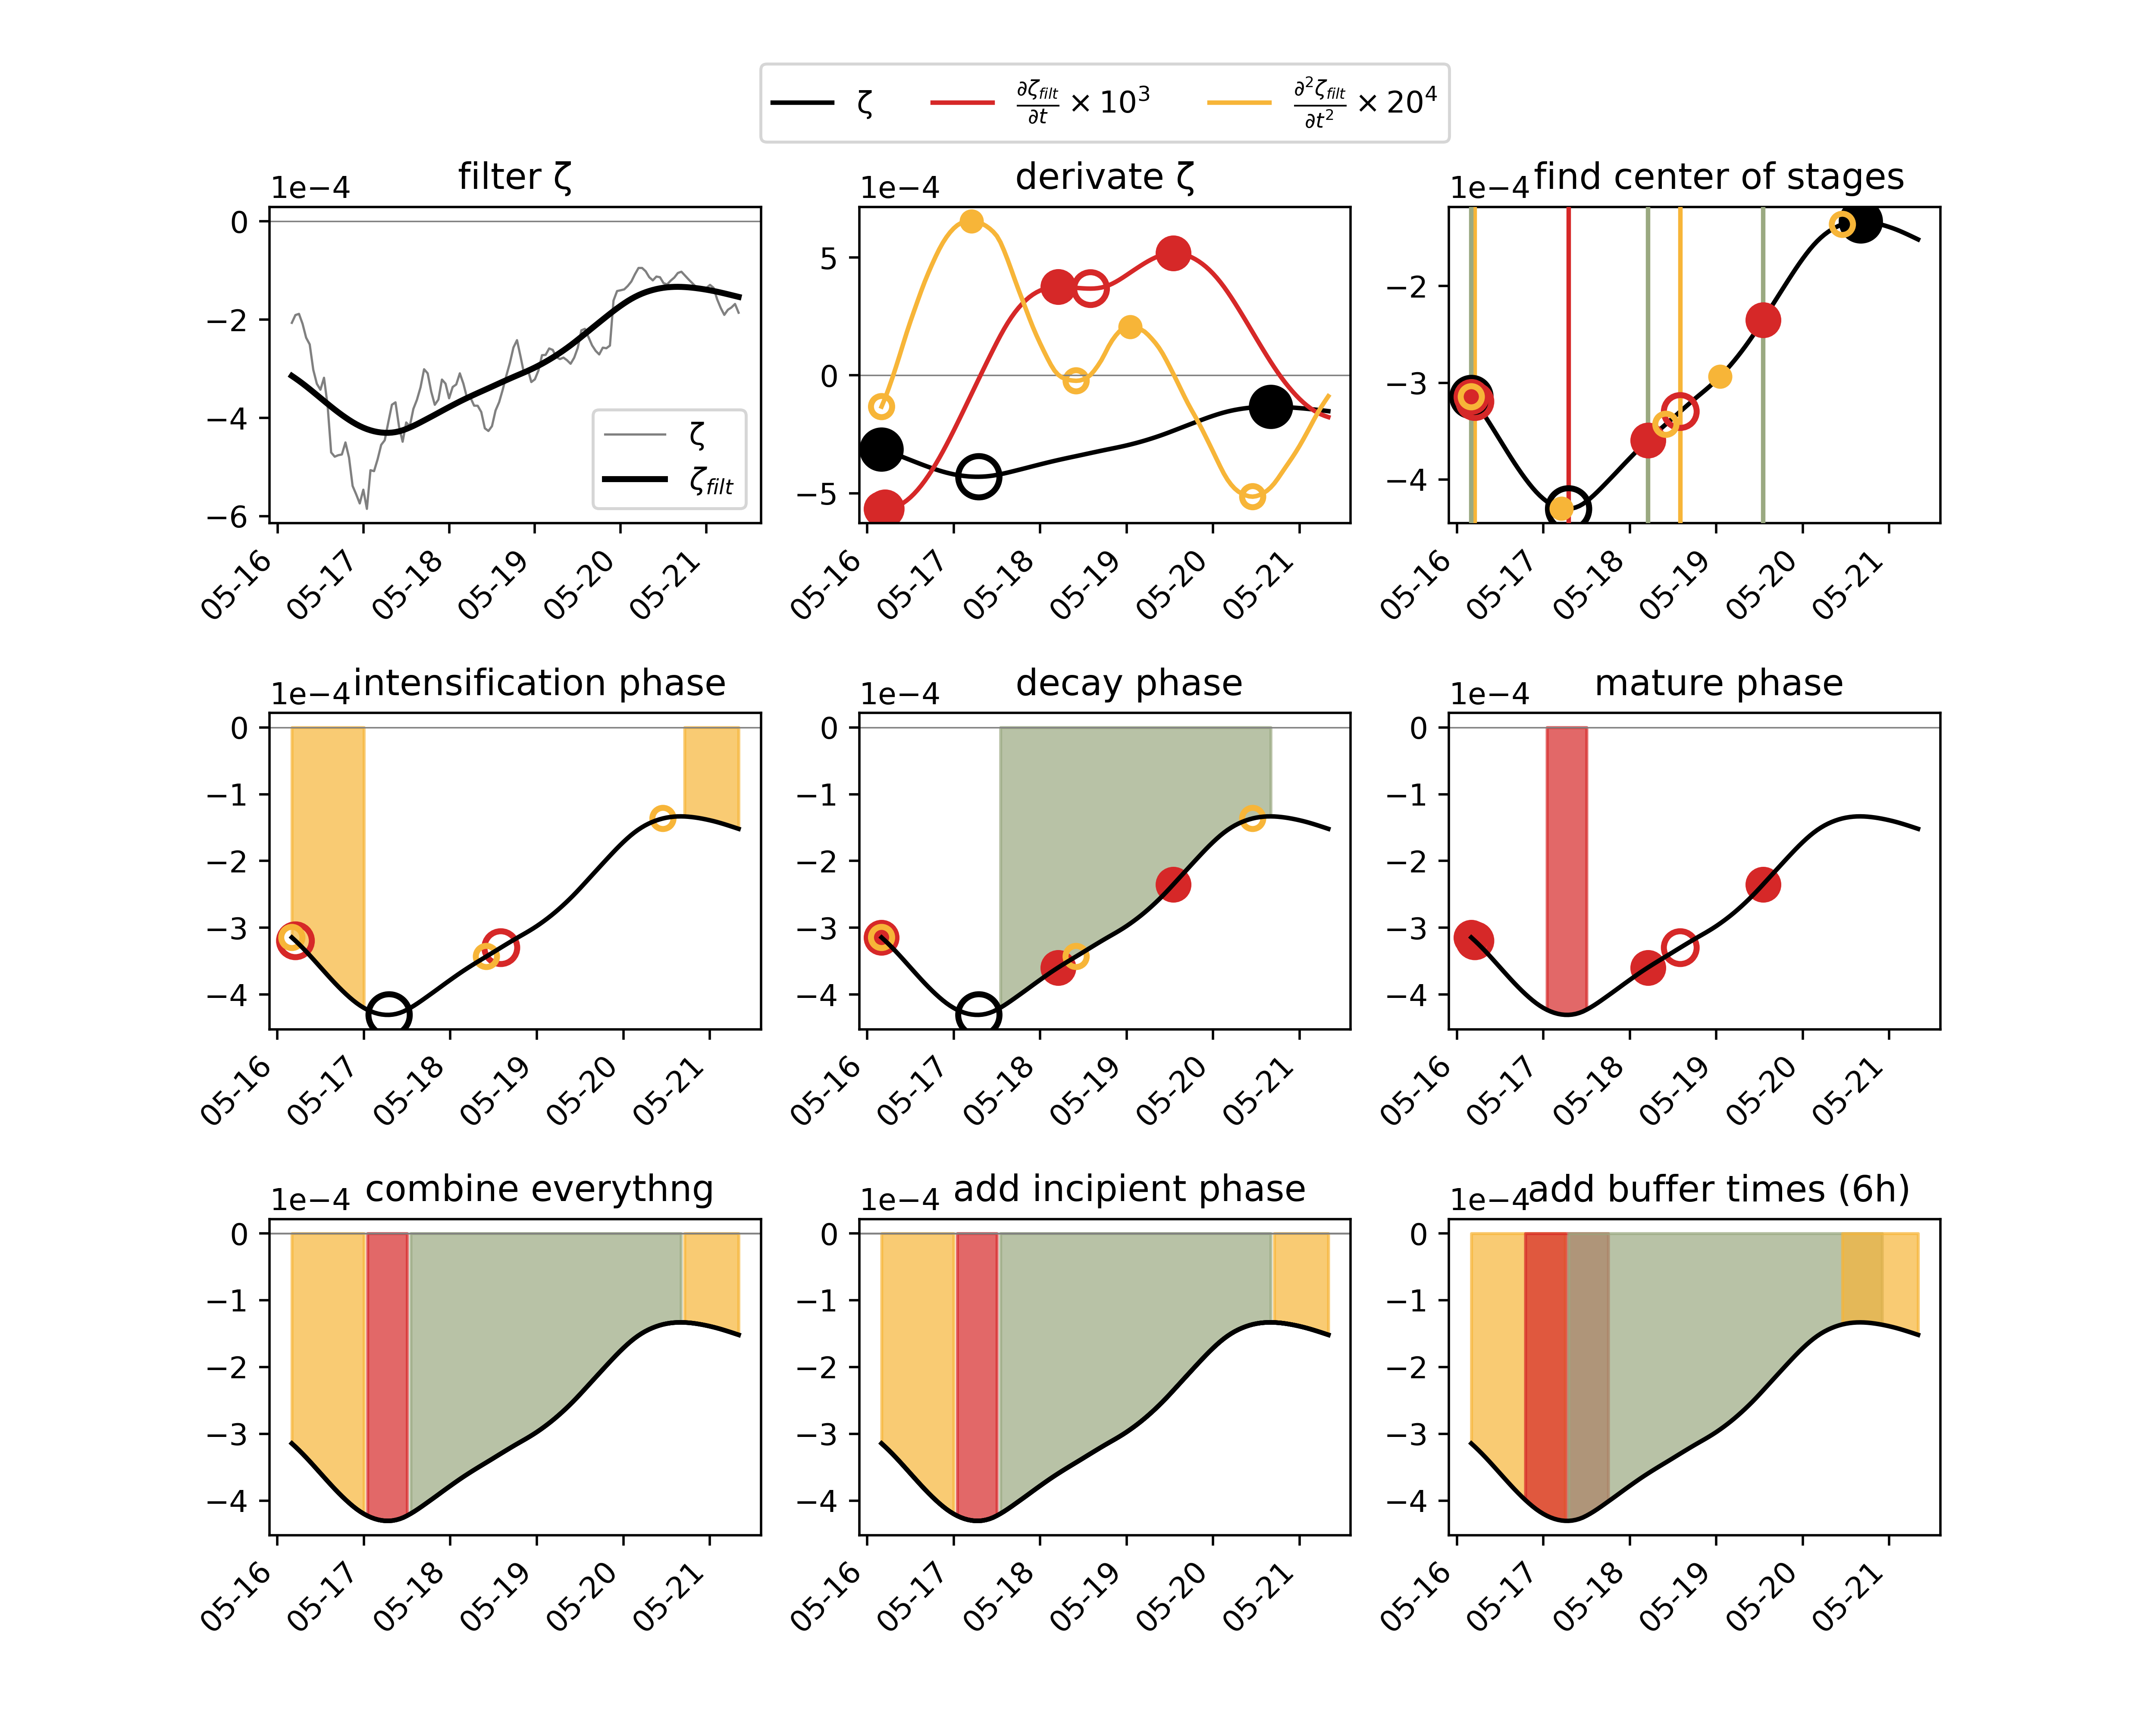 ζ  ∂ζ_filt/∂t × 10³  ∂²ζ_filt/∂t² × 20⁴
filter ζ
1e−4
0
−2
−4
−6
ζ
ζ_filt
05-16 05-17 05-18 05-19 05-20 05-21
derivate ζ
1e−4
5
0
−5
05-16 05-17 05-18 05-19 05-20 05-21
find center of stages
1e−4
−2
−3
−4
05-16 05-17 05-18 05-19 05-20 05-21
intensification phase
1e−4
0
−1
−2
−3
−4
05-16 05-17 05-18 05-19 05-20 05-21
decay phase
1e−4
0
−1
−2
−3
−4
05-16 05-17 05-18 05-19 05-20 05-21
mature phase
1e−4
0
−1
−2
−3
−4
05-16 05-17 05-18 05-19 05-20 05-21
combine everythng
1e−4
0
−1
−2
−3
−4
05-16 05-17 05-18 05-19 05-20 05-21
add incipient phase
1e−4
0
−1
−2
−3
−4
05-16 05-17 05-18 05-19 05-20 05-21
add buffer times (6h)
1e−4
0
−1
−2
−3
−4
05-16 05-17 05-18 05-19 05-20 05-21